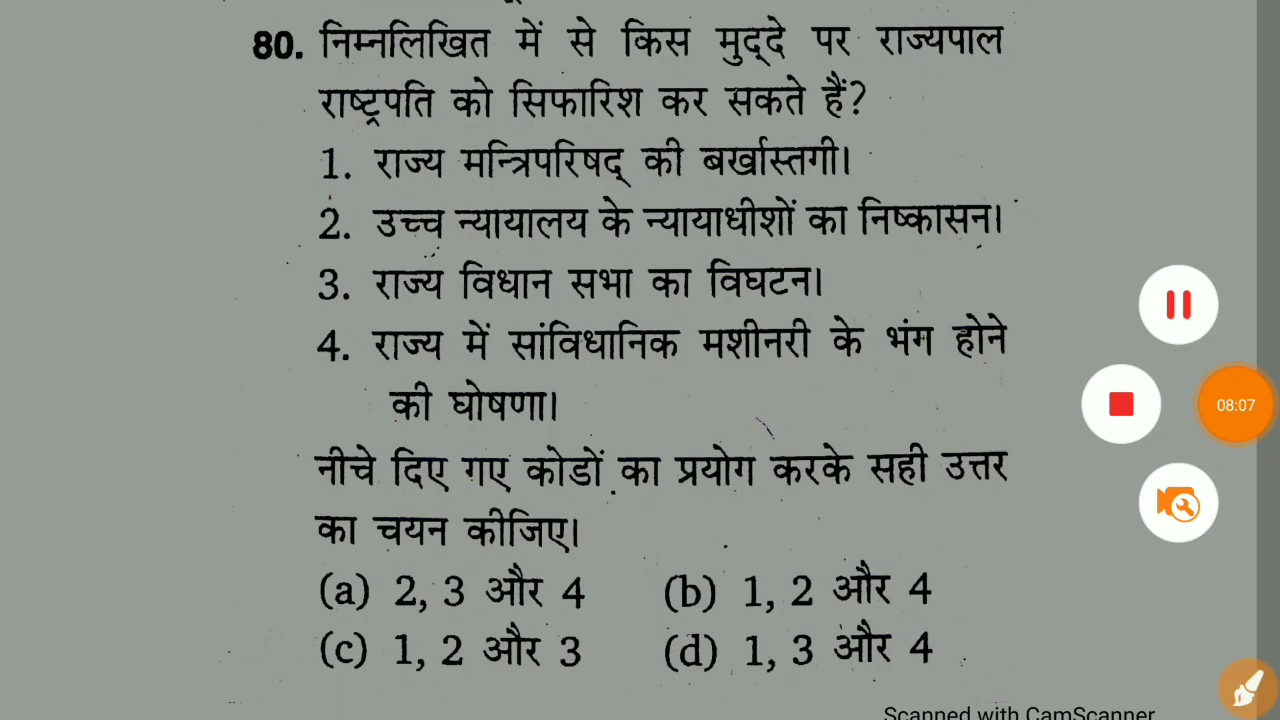 80. निम्नलिखित में से किस मुद्दे पर राज्यपाल
राष्ट्रपति को सिफारिश कर सकते हैं?
1. राज्य मन्त्रिपरिषद् की बर्खास्तगी।
2. उच्च न्यायालय के न्यायाधीशों का निष्कासन।
3. राज्य विधान सभा का विघटन।
4. राज्य में सांविधानिक मशीनरी के भंग होने
की घोषणा।
नीचे दिए गए कोडों का प्रयोग करके सही उत्तर
का चयन कीजिए।
(a) 2, 3 और 4 (b) 1, 2 और 4
(c) 1, 2 और 3 (d) 1, 3 और 4
08:07
Scanned with CamScanner